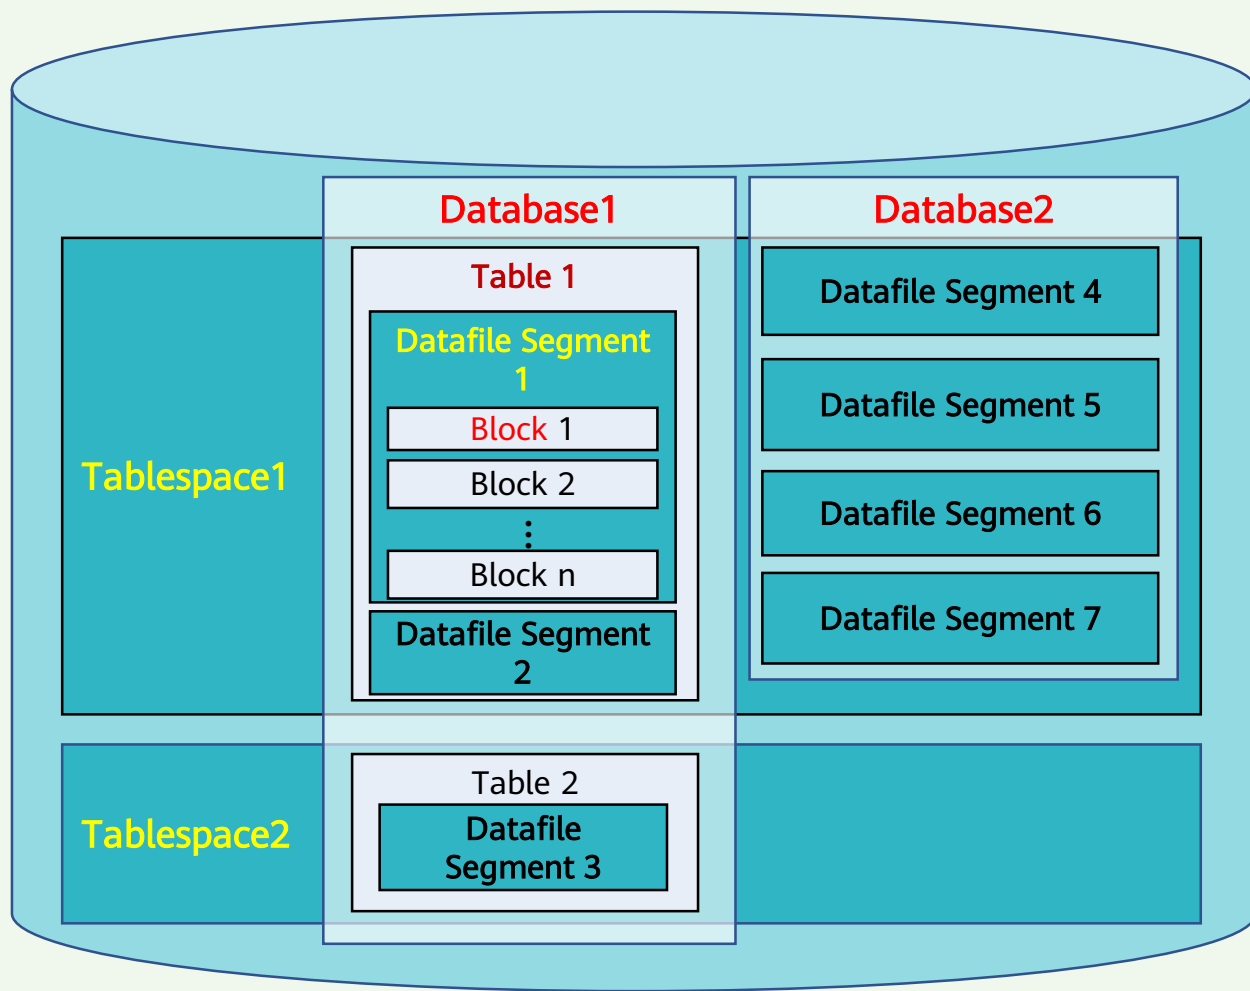 Database1
Database2
Tablespace1
Table 1
Datafile Segment
1
Block 1
Block 2
⋮
Block n
Datafile Segment
2
Datafile Segment 4
Datafile Segment 5
Datafile Segment 6
Datafile Segment 7
Tablespace2
Table 2
Datafile
Segment 3